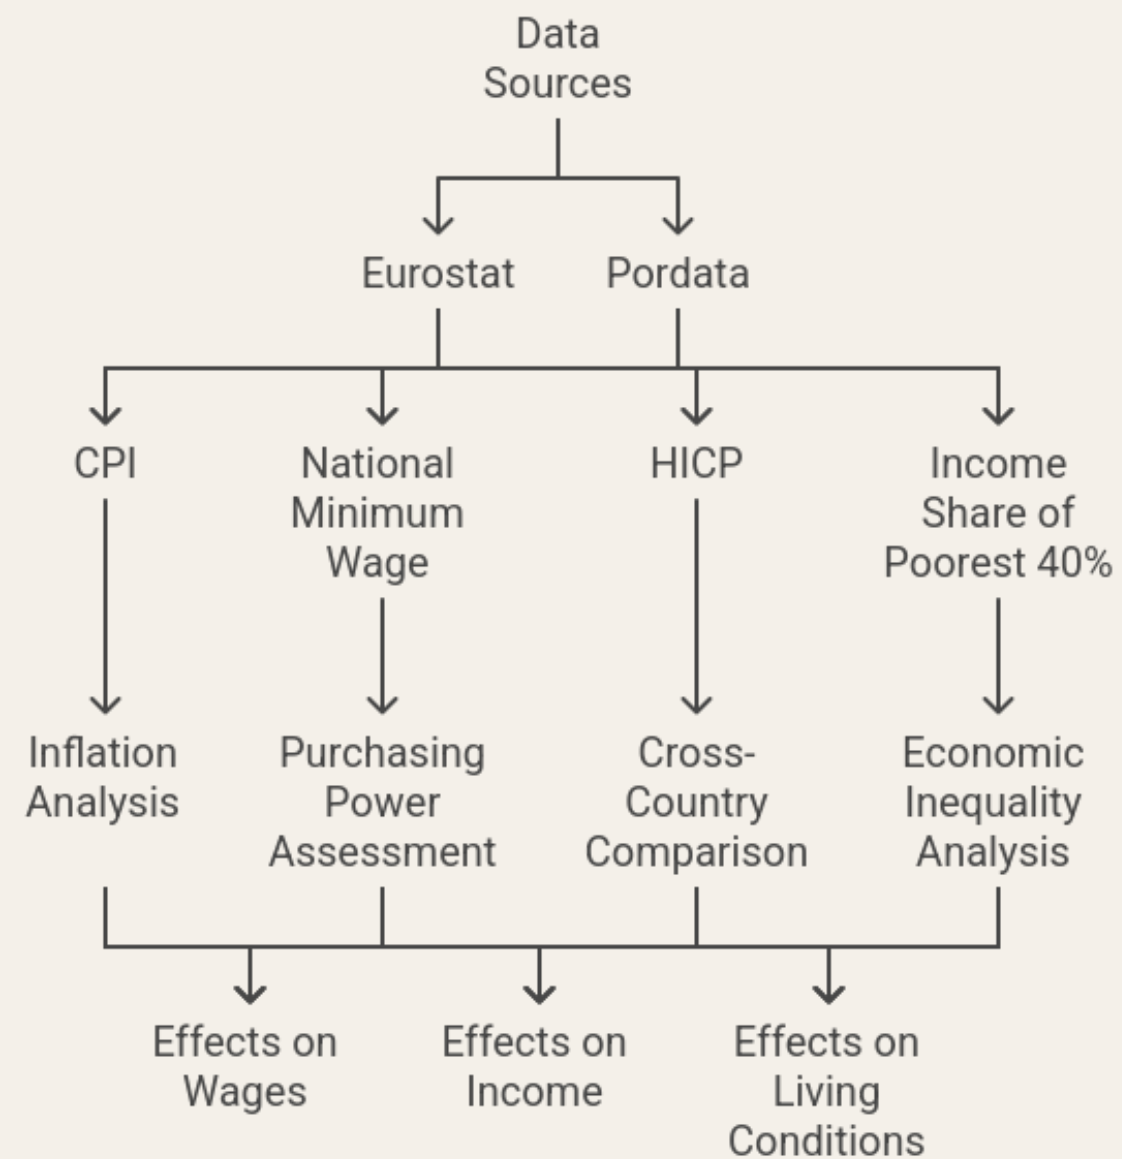 Data
Sources
Eurostat
Pordata
CPI
National
Minimum
Wage
HICP
Income
Share of
Poorest 40%
Inflation
Analysis
Purchasing
Power
Assessment
Cross-
Country
Comparison
Economic
Inequality
Analysis
Effects on
Wages
Effects on
Income
Effects on
Living
Conditions